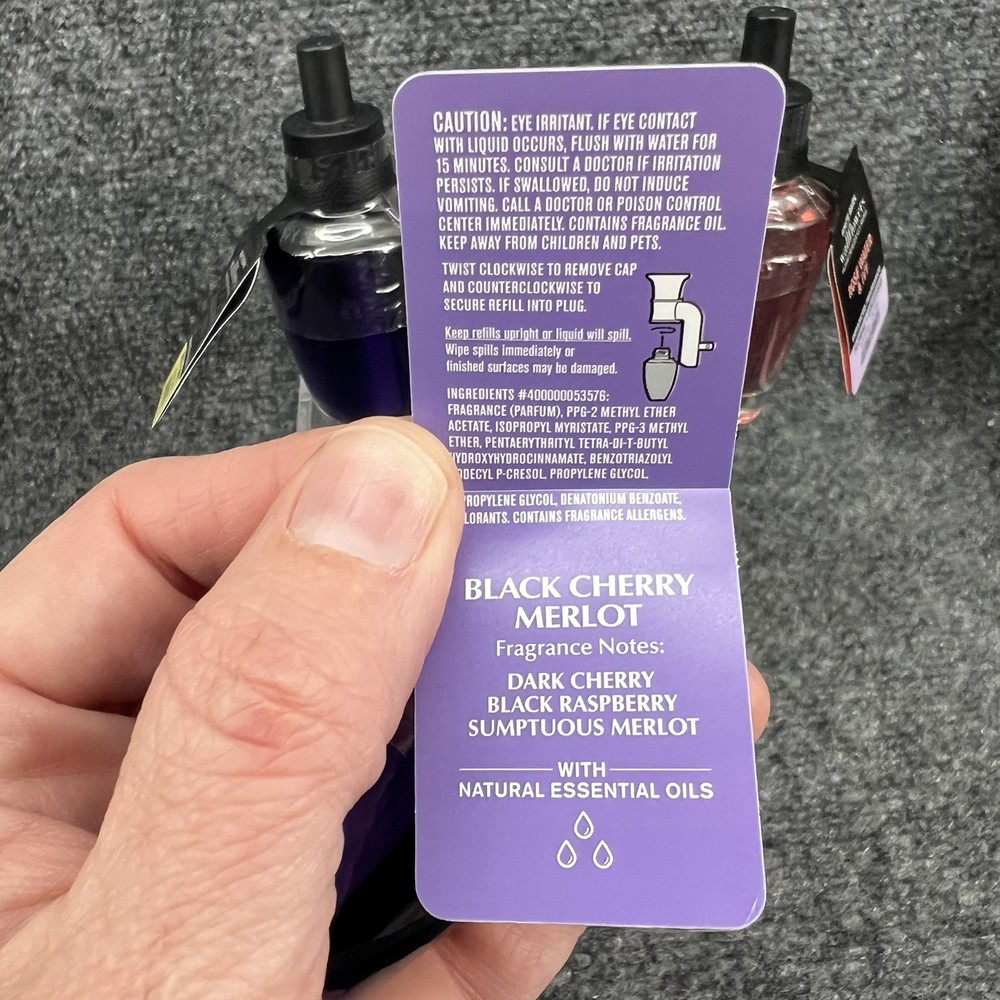 CAUTION: EYE IRRITANT. IF EYE CONTACT
WITH LIQUID OCCURS, FLUSH WITH WATER FOR
15 MINUTES. CONSULT A DOCTOR IF IRRITATION
PERSISTS. IF SWALLOWED, DO NOT INDUCE
VOMITING. CALL A DOCTOR OR POISON CONTROL
CENTER IMMEDIATELY. CONTAINS FRAGRANCE OIL.
KEEP AWAY FROM CHILDREN AND PETS.
TWIST CLOCKWISE TO REMOVE CAP
AND COUNTERCLOCKWISE TO
SECURE REFILL INTO PLUG.
Keep refills upright or liquid will spill.
Wipe spills immediately or
finished surfaces may be damaged.
INGREDIENTS #400000053576:
FRAGRANCE (PARFUM), PPG-2 METHYL ETHER
ACETATE, ISOPROPYL MYRISTATE, PPG-3 METHYL
ETHER, PENTAERYTHRITYL TETRA-DI-T-BUTYL
HYDROXYHYDROCINNAMATE, BENZOTRIAZOLYL
DODECYL P-CRESOL, PROPYLENE GLYCOL,
PROPYLENE GLYCOL, DENATONIUM BENZOATE,
LORANTS. CONTAINS FRAGRANCE ALLERGENS.
BLACK CHERRY
MERLOT
Fragrance Notes:
DARK CHERRY
BLACK RASPBERRY
SUMPTUOUS MERLOT
WITH
NATURAL ESSENTIAL OILS